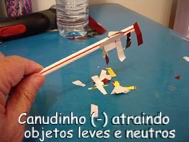 Canudinho (-) atraindo
objetos leves e neutros